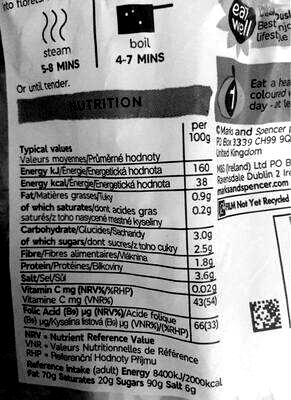 into floret
steam
5-8 MINS
boil
4-7 MINS
Or until tender.
eat well
Best
lifestyle
Eat a hea
coloured
day - at le
NUTRITION
per
100g
Typical values
Valeurs moyennes/Průměrné hodnoty
Energy kJ/Energie/Energetická hodnota 160
Energy kcal/Énergie/Energetická hodnota 38
Fat/Matières grasses/Tuky 0.9g
of which saturates/dont acides gras
saturés/z toho nasycené mastné kyseliny 0.2g
Carbohydrate/Glucides/Sacharidy 3.0g
of which sugars/dont sucres/z toho cukry 2.5g
Fibre/Fibres alimentaires/Vláknina 1.8g
Protein/Protéines/Bílkoviny 3.6g
Salt/Sel/Sůl 0.02g
Vitamin C mg (NRV%)/
Vitamine C mg (VNR%) (%RHP) 43(54)
Folic Acid (B9) µg (NRV%)/Acide folique
(B9) µg/Kyselina listová (B9) µg (VNR%)/(%RHP) 66(33)
NRV = Nutrient Reference Value
VNR = Valeurs Nutritionnelles de Référence
RHP = Referenční Hodnoty Příjmu
Reference intake (adult) Energy 8400kJ/2000kcal
Fat 70g Saturates 20g Sugars 90g Salt 6g
©Marks and Spencer p
PO Box 3339 CH99 9Q
United Kingdom
M&S (Ireland) Ltd PO B
Ravensdale Dublin 2 Ire
marksandspencer.com
FILM Not Yet Recycled